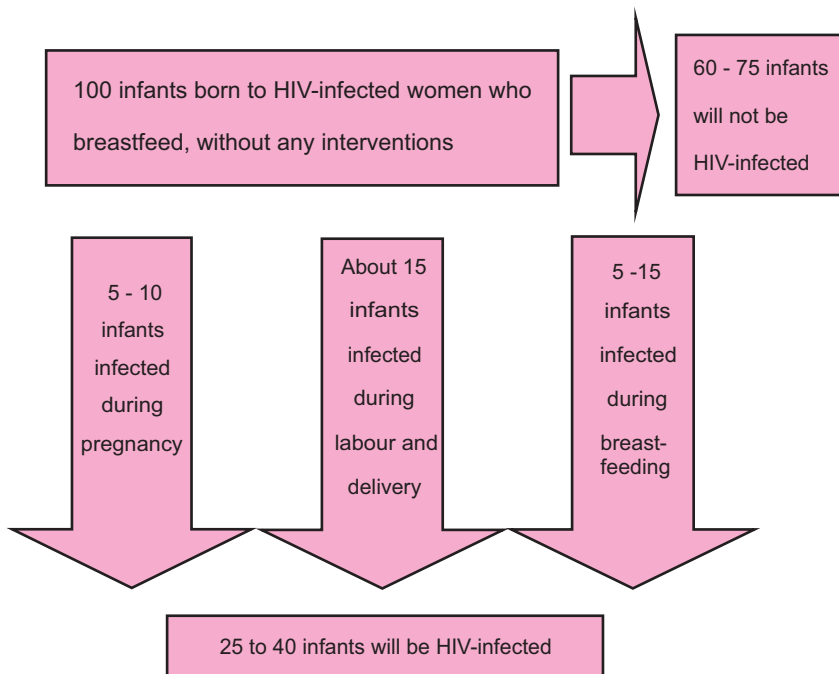 100 infants born to HIV-infected women who
breastfeed, without any interventions
60 - 75 infants
will not be
HIV-infected
5 - 10
infants
infected
during
pregnancy
About 15
infants
infected
during
labour and
delivery
5 -15
infants
infected
during
breast-
feeding
25 to 40 infants will be HIV-infected